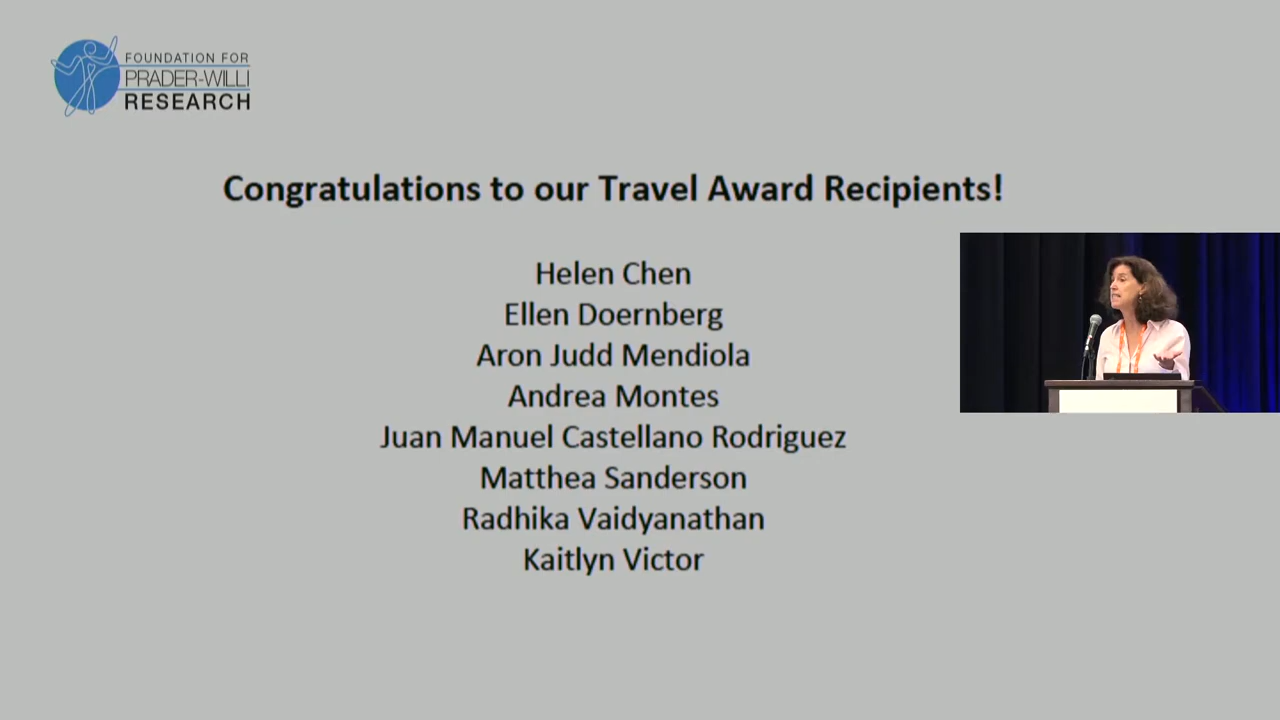 FOUNDATION FOR
PRADER-WILLI
RESEARCH
Congratulations to our Travel Award Recipients!
Helen Chen
Ellen Doernberg
Aron Judd Mendiola
Andrea Montes
Juan Manuel Castellano Rodriguez
Matthea Sanderson
Radhika Vaidyanathan
Kaitlyn Victor